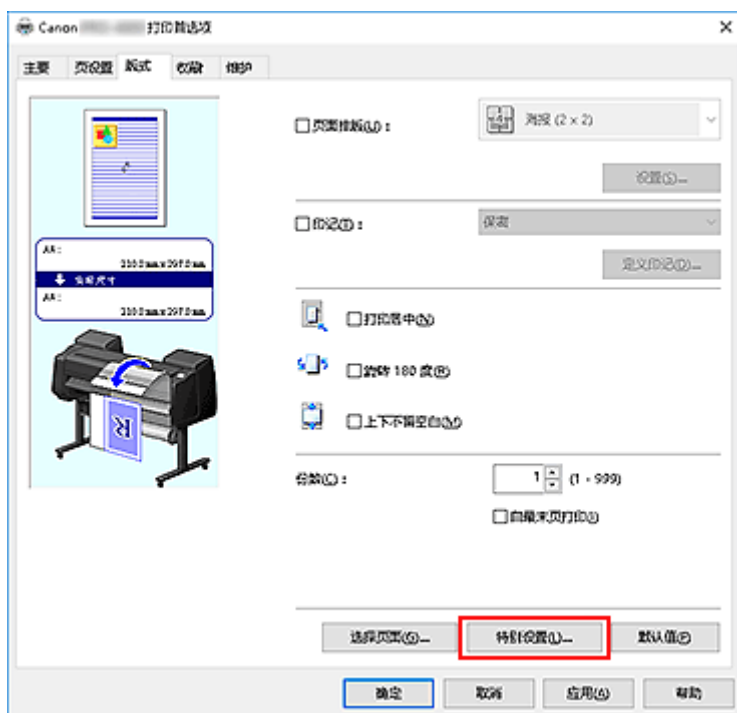 Canon 打印首选项
主要 页设置 版式 收藏 维护
页面排版(U)：
海报 (2 x 2)
设置(S)...
印记(T)：
保密
定义印记(D)...
A4：
210.0mm x 297.0mm
实际尺寸
A4：
210.0mm x 297.0mm
打印居中(N)
旋转 180 度(R)
上下不留空白(M)
份数(C)： 1 (1 - 999)
自最末页打印(I)
选择页面(G)... 特别设置(L)... 默认值(F)
确定 取消 应用(A) 帮助